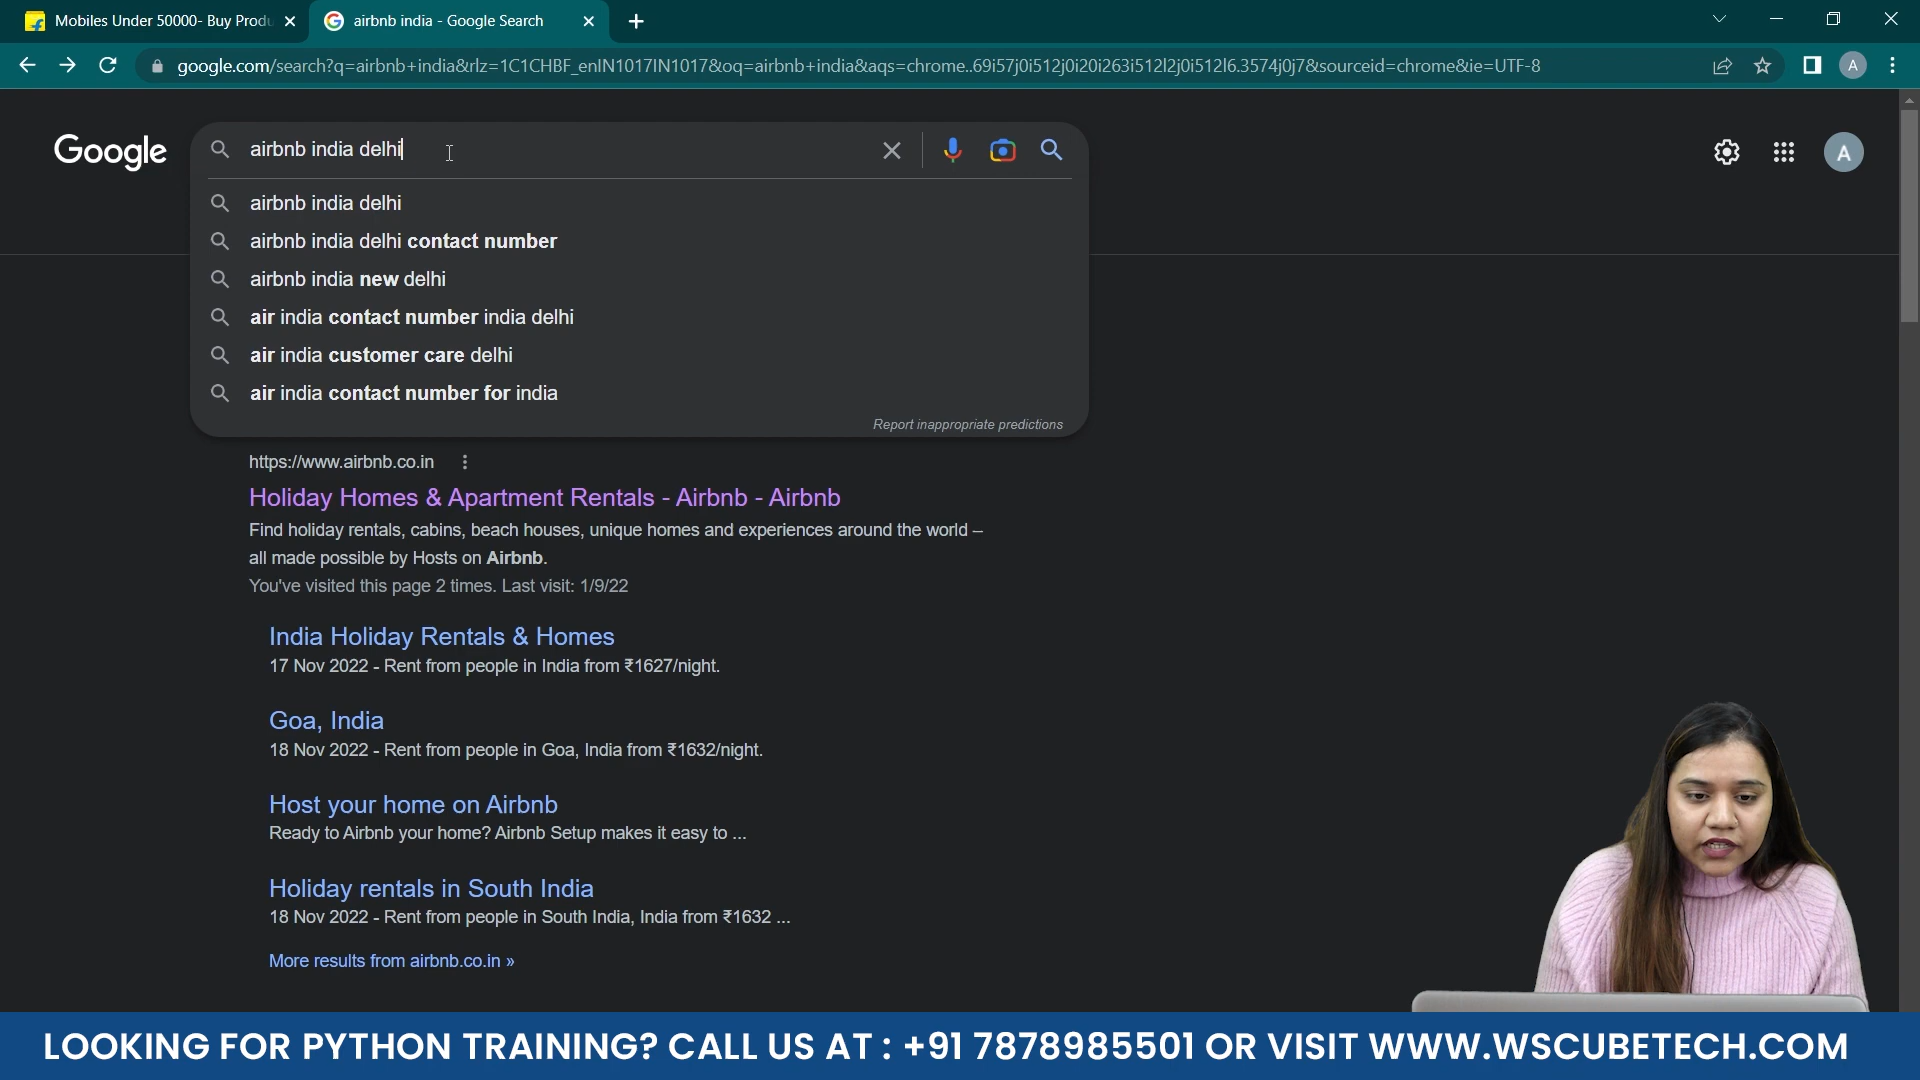 Mobiles Under 50000- Buy Produ
airbnb india - Google Search
google.com/search?q=airbnb+india&rlz=1C1CHBF_enIN1017IN1017&oq=airbnb+india&aqs=chrome..69i57j0i512j0i20i263i512l2j0i512l6.3574j0j7&sourceid=chrome&ie=UTF-8
A
Google
airbnb india delhi
A
airbnb india delhi
airbnb india delhi contact number
airbnb india new delhi
air india contact number india delhi
air india customer care delhi
air india contact number for india
Report inappropriate predictions
https://www.airbnb.co.in
Holiday Homes & Apartment Rentals - Airbnb - Airbnb
Find holiday rentals, cabins, beach houses, unique homes and experiences around the world –
all made possible by Hosts on Airbnb.
You've visited this page 2 times. Last visit: 1/9/22
India Holiday Rentals & Homes
17 Nov 2022 - Rent from people in India from ₹1627/night.
Goa, India
18 Nov 2022 - Rent from people in Goa, India from ₹1632/night.
Host your home on Airbnb
Ready to Airbnb your home? Airbnb Setup makes it easy to ...
Holiday rentals in South India
18 Nov 2022 - Rent from people in South India, India from ₹1632 ...
More results from airbnb.co.in »
LOOKING FOR PYTHON TRAINING? CALL US AT : +91 7878985501 OR VISIT WWW.WSCUBETECH.COM